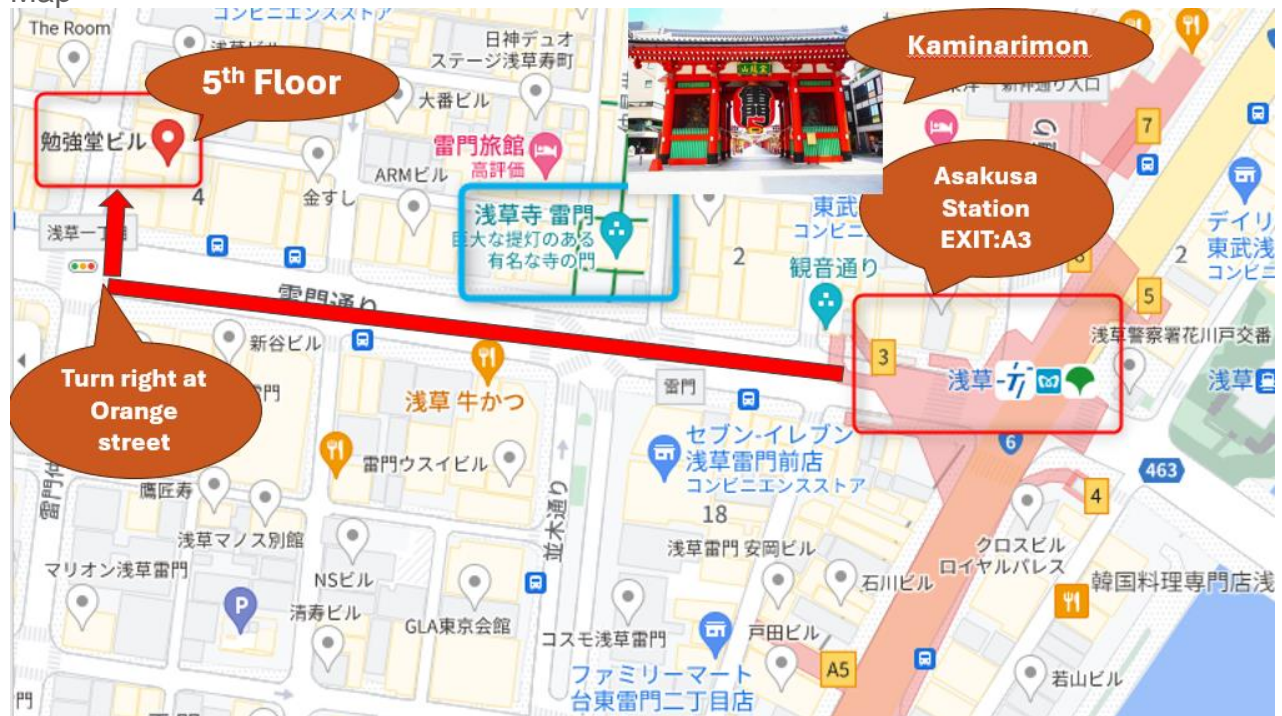 Map
コンビニエンスストア
The Room
日神デュオ
ステージ浅草寿町
Kaminarimon
5th Floor
大番ビル
7
勉強堂ビル
雷門旅館
高評価
ARMビル
金すし
4
Asakusa
Station
EXIT:A3
浅草寺 雷門
巨大な提灯のある
有名な寺の門
2
観音通り
2
デイリ
東武浅
コンビニ
浅草一丁目
雷門通り
5
3
浅草
浅草警察署花川戸交番
浅草
新谷ビル
雷門
Turn right at
Orange
street
浅草 牛かつ
6
463
セブン-イレブン
浅草雷門前店
コンビニエンスストア
雷門ウスイビル
4
鷹匠寿
並木通り
18
浅草マノス別館
浅草雷門 安岡ビル
クロスビル
ロイヤルパレス
マリオン浅草雷門
NSビル
石川ビル
韓国料理専門店浅
P
清寿ビル
GLA東京会館
コスモ浅草雷門
戸田ビル
A5
ファミリーマート
台東雷門二丁目店
若山ビル
門